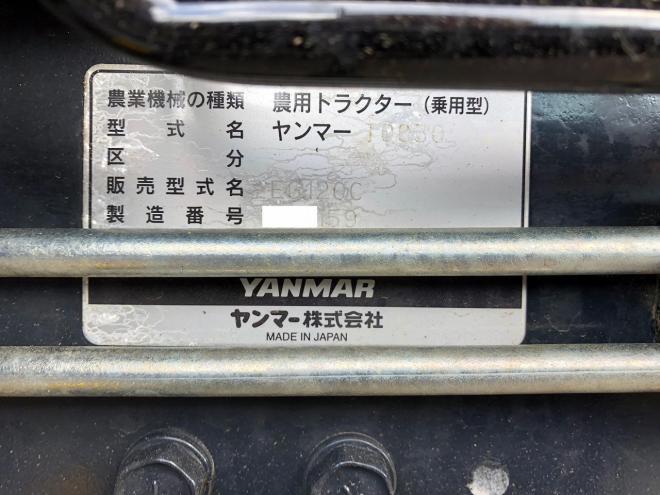 農業機械の種類 農用トラクター(乗用型)
型式名 ヤンマー
区分
販売型式名 EG120C
製造番号 59
YANMAR
ヤンマー株式会社
MADE IN JAPAN